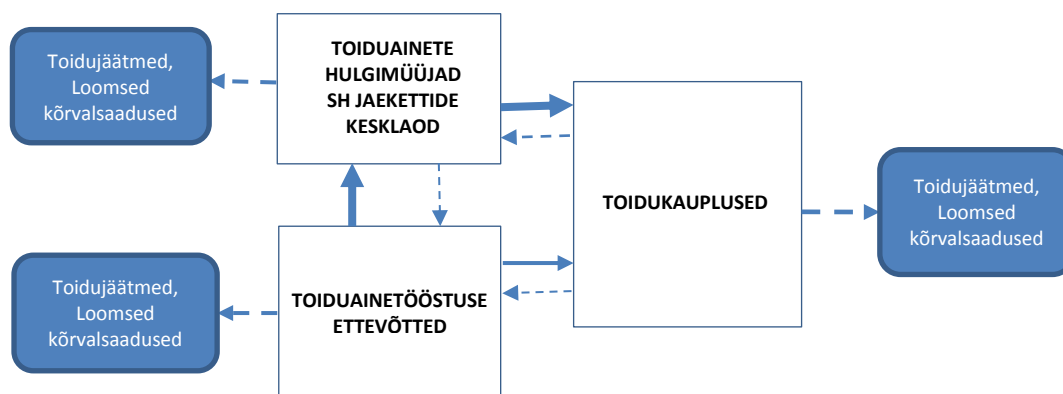 Toidujäätmed,
Loomsed
kõrvalsaadused
TOIDUAINETE
HULGIMÜÜJAD
SH JAEKETTIDE
KESKLAOD
TOIDUKAUPLUSED
Toidujäätmed,
Loomsed
kõrvalsaadused
Toidujäätmed,
Loomsed
kõrvalsaadused
TOIDUAINETÖÖSTUSE
ETTEVÕTTED